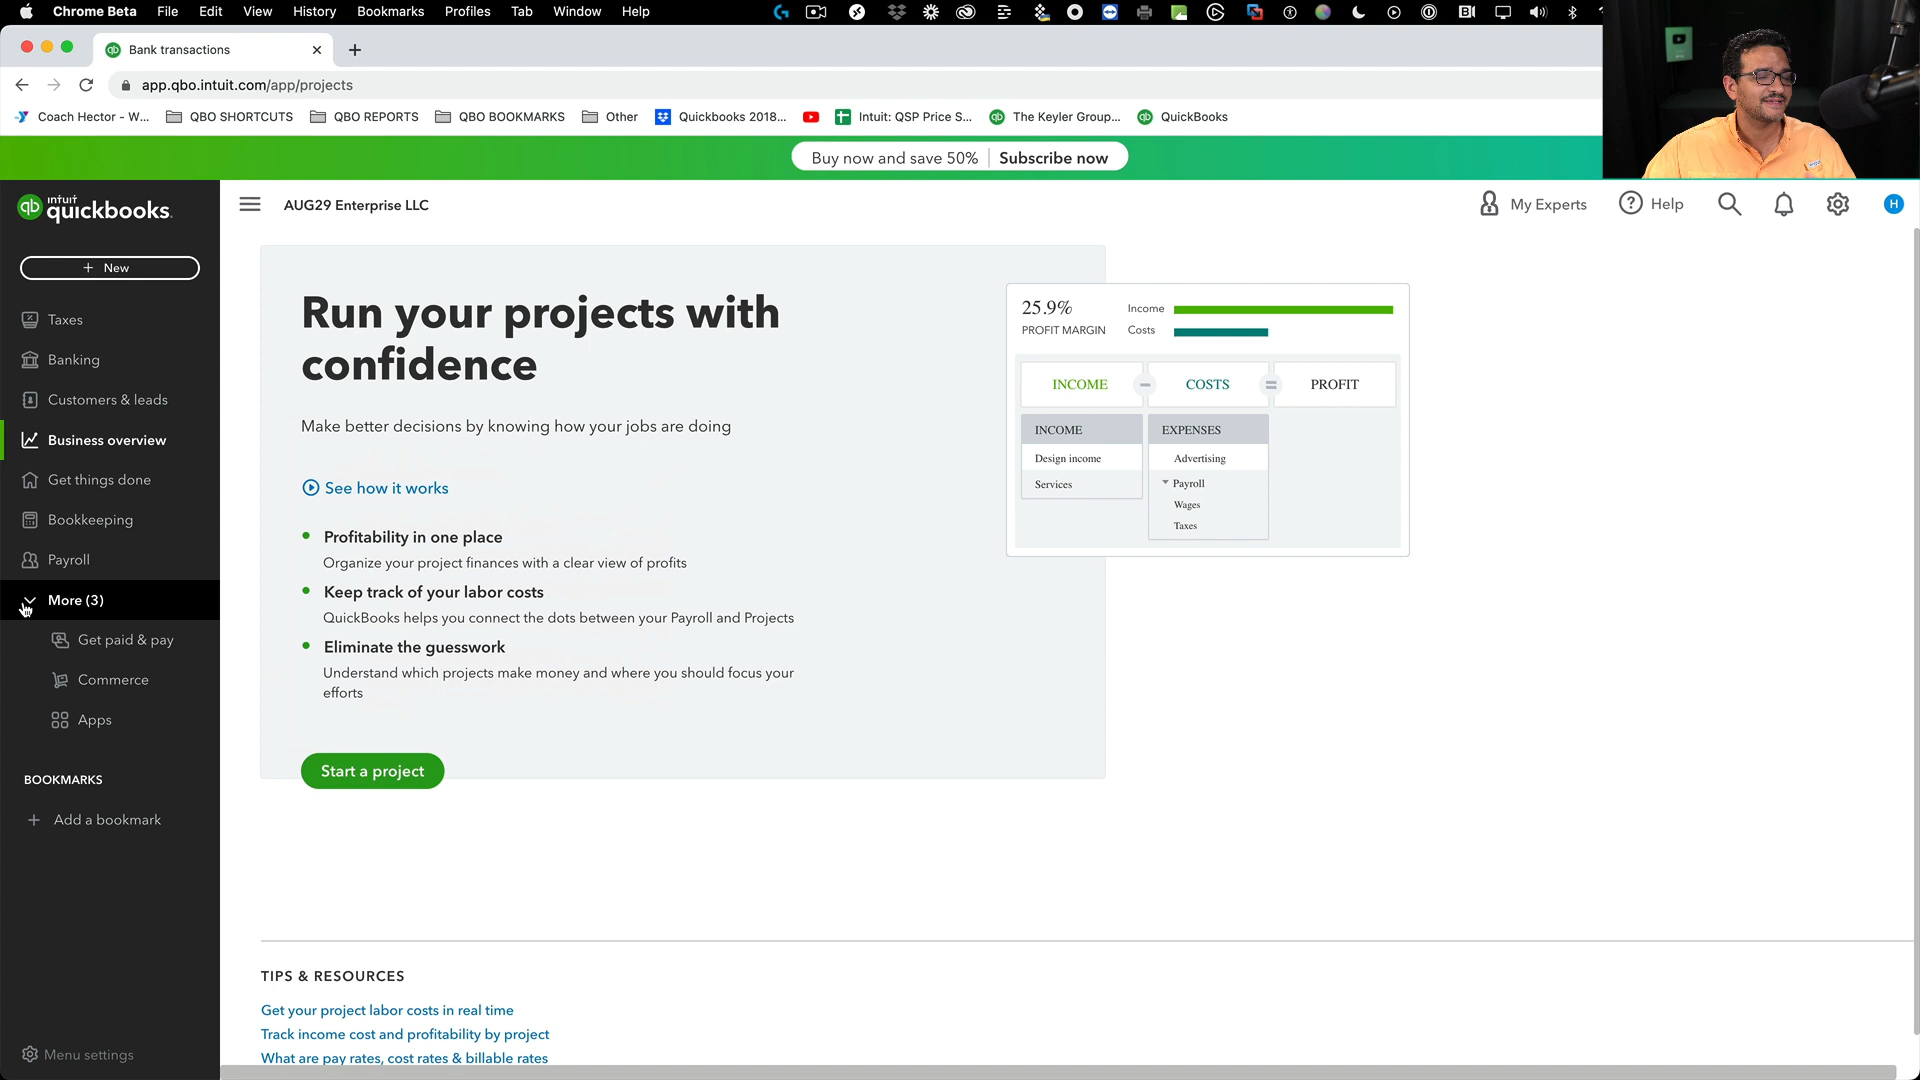 Chrome Beta File Edit View History Bookmarks Profiles Tab Window Help
Bank transactions
app.qbo.intuit.com/app/projects
Coach Hector - W... QBO SHORTCUTS QBO REPORTS QBO BOOKMARKS Other Quickbooks 2018... Intuit: QSP Price S... The Keyler Group... QuickBooks
Buy now and save 50% Subscribe now
qb intuit quickbooks.
AUG29 Enterprise LLC
My Experts Help H
+ New
Taxes
Banking
Customers & leads
Business overview
Get things done
Bookkeeping
Payroll
More (3)
Get paid & pay
Commerce
Apps
BOOKMARKS
+ Add a bookmark
Menu settings
Run your projects with
confidence
Make better decisions by knowing how your jobs are doing
See how it works
Profitability in one place
Organize your project finances with a clear view of profits
Keep track of your labor costs
QuickBooks helps you connect the dots between your Payroll and Projects
Eliminate the guesswork
Understand which projects make money and where you should focus your
efforts
Start a project
25.9% Income
PROFIT MARGIN Costs
INCOME - COSTS = PROFIT
INCOME EXPENSES
Design income Advertising
Services Payroll
Wages
Taxes
TIPS & RESOURCES
Get your project labor costs in real time
Track income cost and profitability by project
What are pay rates, cost rates & billable rates